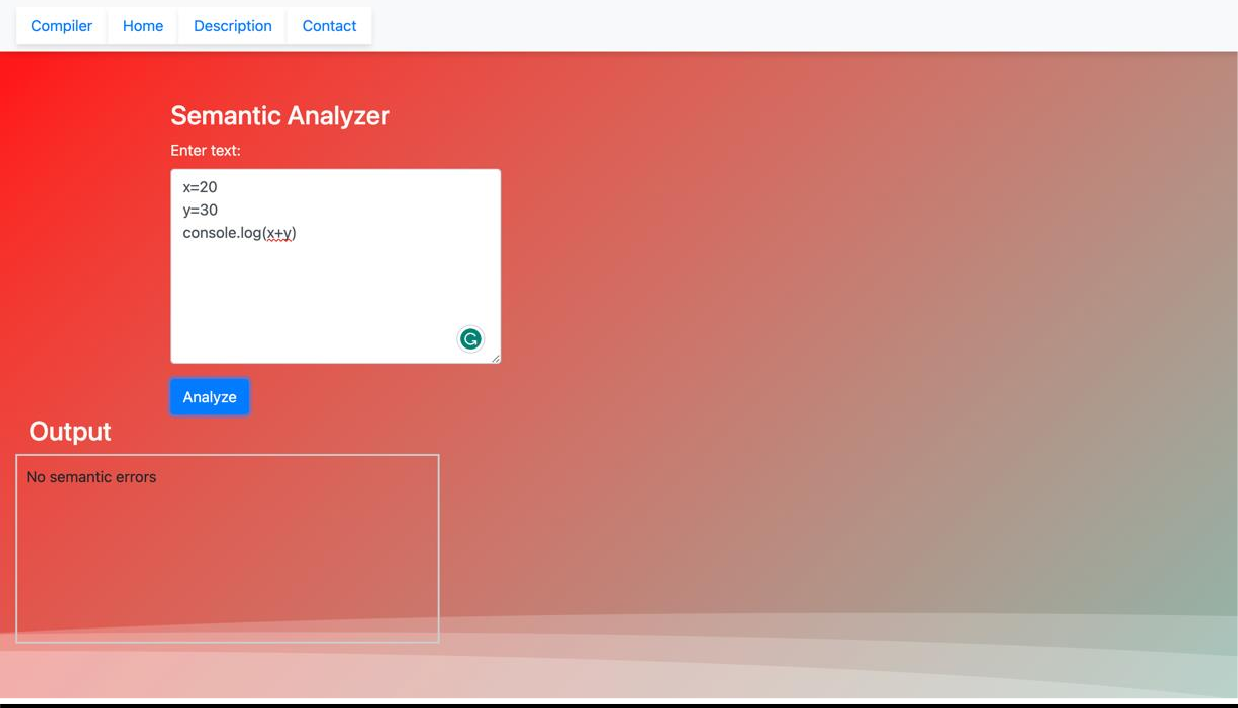 Compiler Home Description Contact
Semantic Analyzer
Enter text:
x=20
y=30
console.log(x+y)
Analyze
Output
No semantic errors